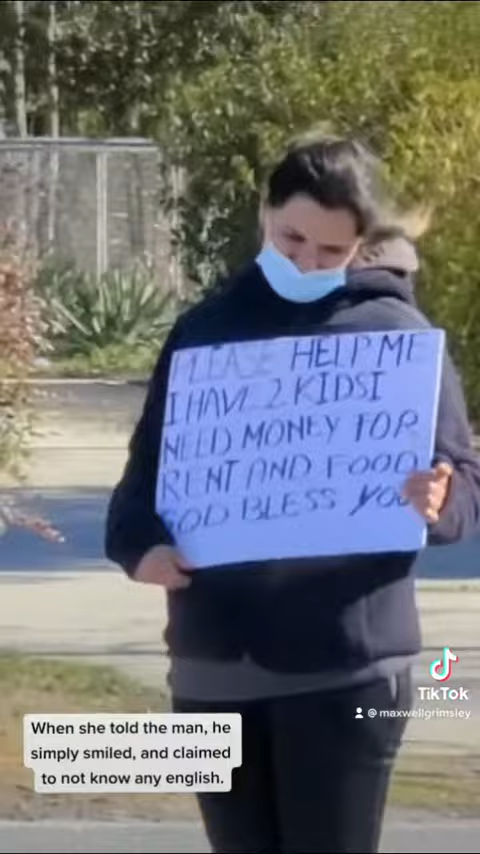 PLEASE HELP ME
I HAVE 2 KIDSI
NEED MONEY FOR
RENT AND FOOD
GOD BLESS YOU
TikTok
@maxwellgrimsley
When she told the man, he
simply smiled, and claimed
to not know any english.